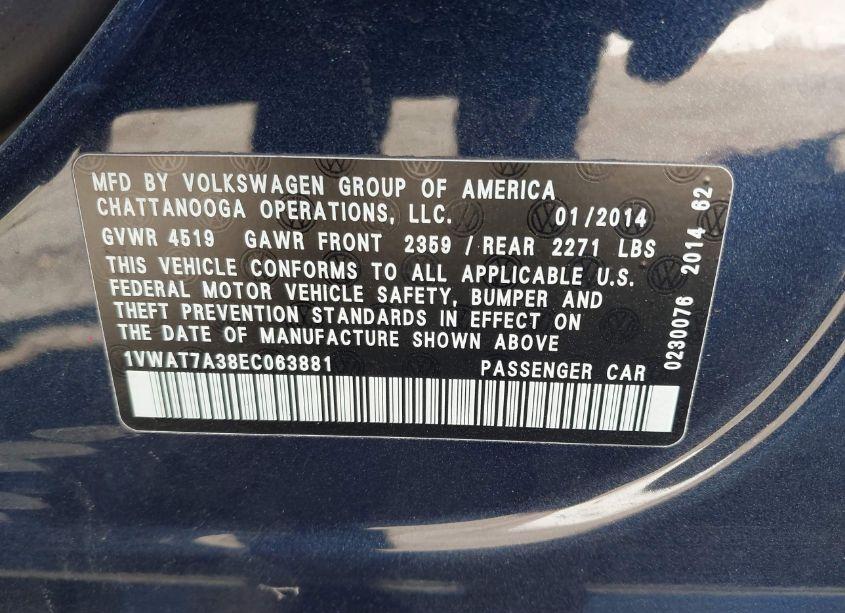 MFD BY VOLKSWAGEN GROUP OF AMERICA
CHATTANOOGA OPERATIONS, LLC. 01/2014
GVWR 4519 GAWR FRONT 2359 / REAR 2271 LBS
THIS VEHICLE CONFORMS TO ALL APPLICABLE U.S.
FEDERAL MOTOR VEHICLE SAFETY, BUMPER AND
THEFT PREVENTION STANDARDS IN EFFECT ON
THE DATE OF MANUFACTURE SHOWN ABOVE
1VWAT7A38EC063881 PASSENGER CAR
0230076 2014 62